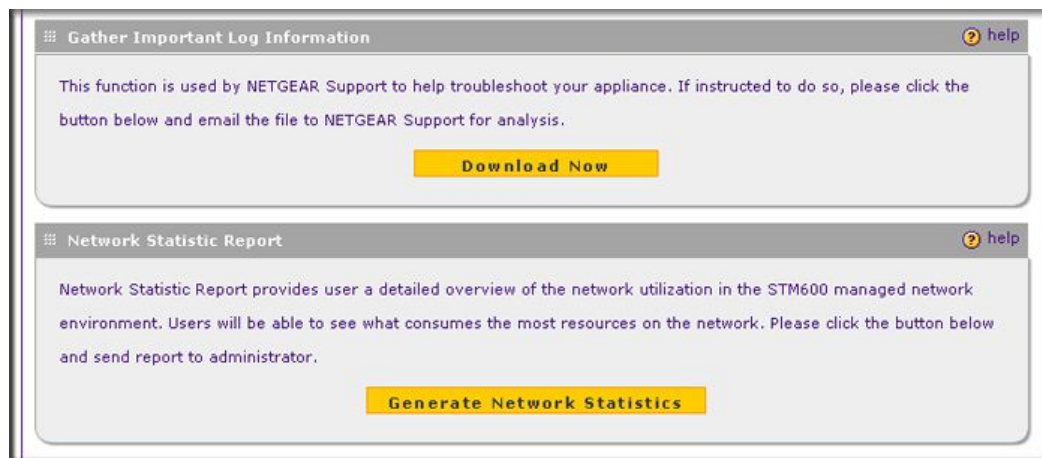 Gather Important Log Information
help
This function is used by NETGEAR Support to help troubleshoot your appliance. If instructed to do so, please click the
button below and email the file to NETGEAR Support for analysis.
Download Now
Network Statistic Report
help
Network Statistic Report provides user a detailed overview of the network utilization in the STM600 managed network
environment. Users will be able to see what consumes the most resources on the network. Please click the button below
and send report to administrator.
Generate Network Statistics